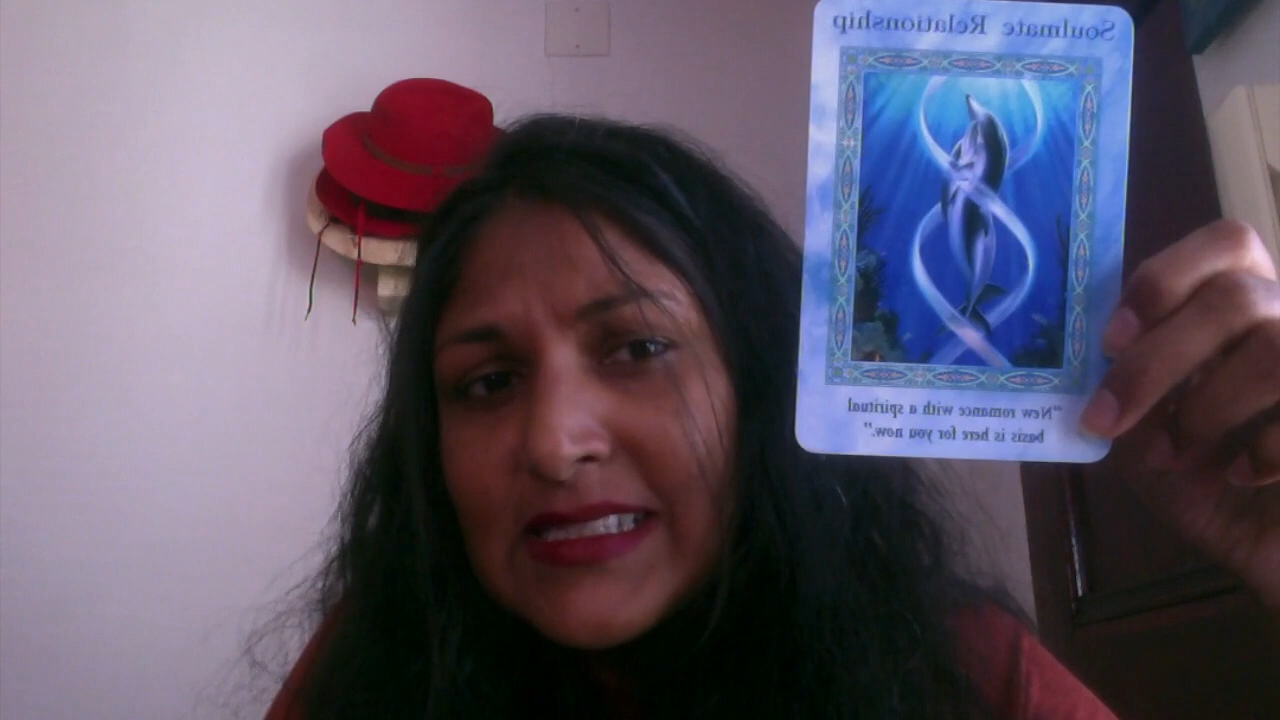 Soulmate Relationship
"New romance with a spiritual
basis is here for you now."